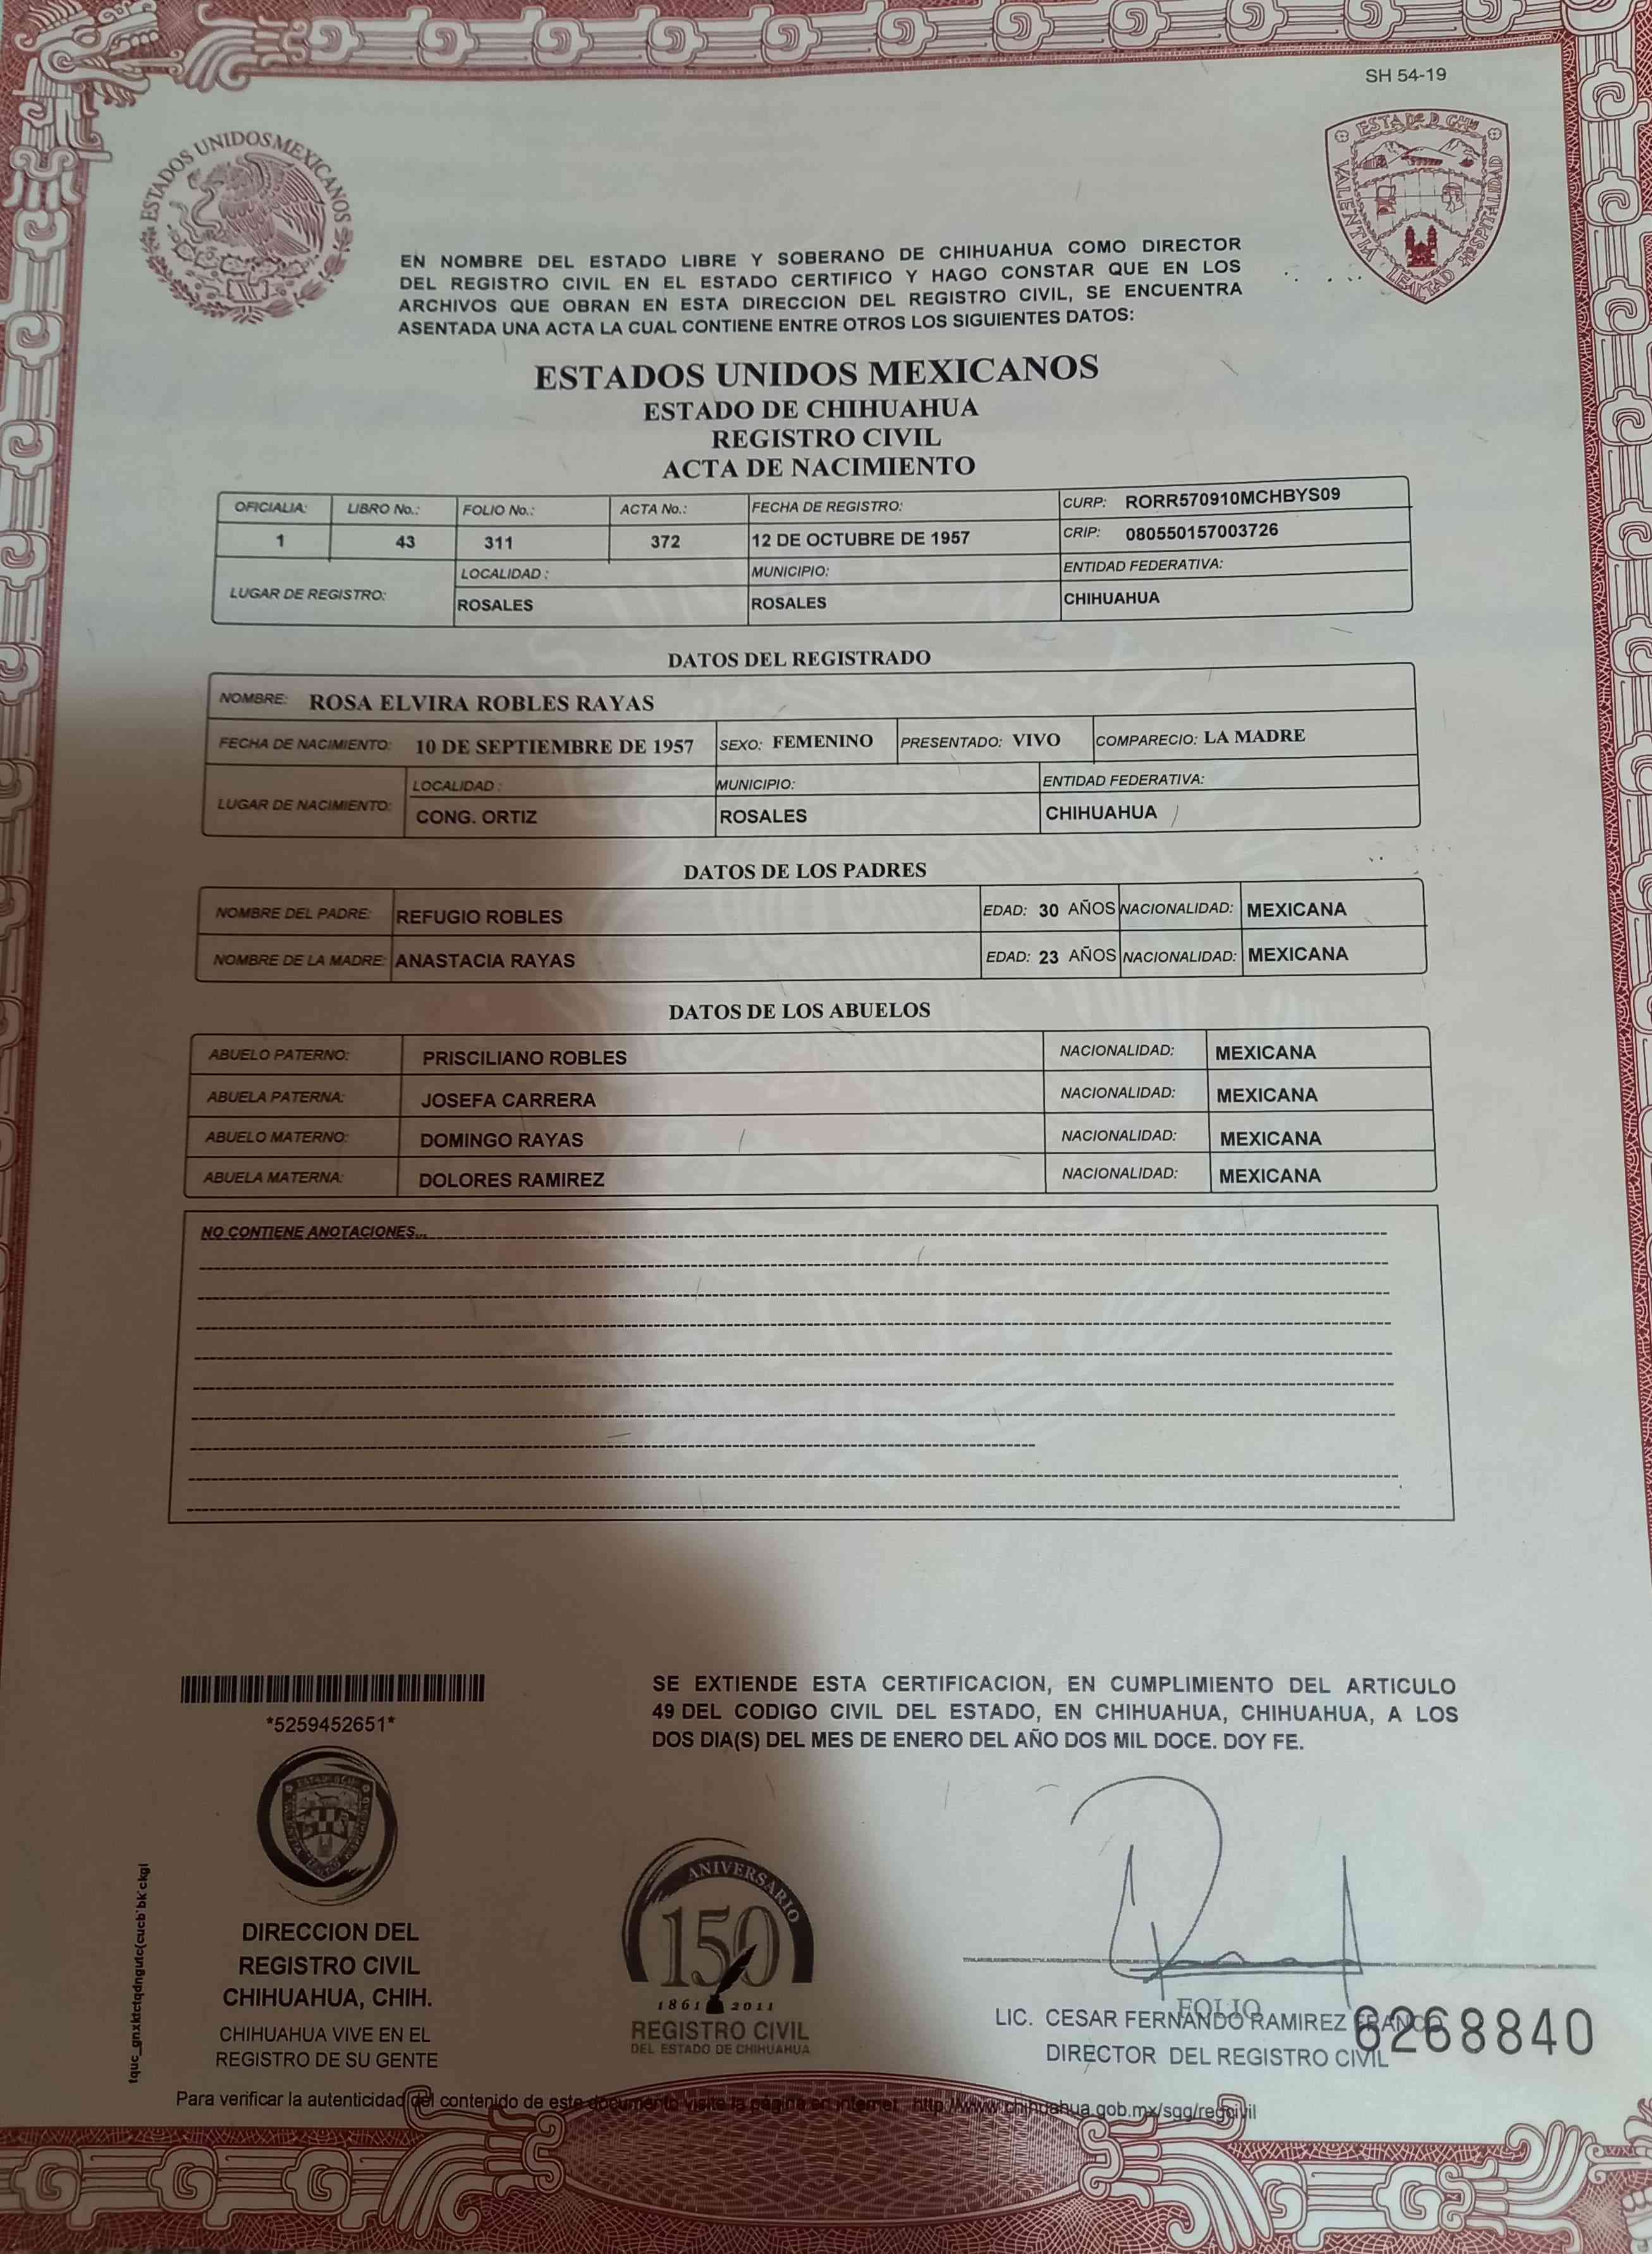 SH 54-19
ESTADOS UNIDOS MEXICANOS
ESTADO D CHIH
VALENTIA LEALTAD HOSPITALIDAD
EN NOMBRE DEL ESTADO LIBRE Y SOBERANO DE CHIHUAHUA COMO DIRECTOR
DEL REGISTRO CIVIL EN EL ESTADO CERTIFICO Y HAGO CONSTAR QUE EN LOS
ARCHIVOS QUE OBRAN EN ESTA DIRECCION DEL REGISTRO CIVIL, SE ENCUENTRA
ASENTADA UNA ACTA LA CUAL CONTIENE ENTRE OTROS LOS SIGUIENTES DATOS:
ESTADOS UNIDOS MEXICANOS
ESTADO DE CHIHUAHUA
REGISTRO CIVIL
ACTA DE NACIMIENTO
OFICIALIA: LIBRO No.: FOLIO No.: ACTA No.: FECHA DE REGISTRO: CURP: RORR570910MCHBYS09
1 43 311 372 12 DE OCTUBRE DE 1957 CRIP: 080550157003726
LUGAR DE REGISTRO: LOCALIDAD : MUNICIPIO: ENTIDAD FEDERATIVA:
ROSALES ROSALES CHIHUAHUA
DATOS DEL REGISTRADO
NOMBRE: ROSA ELVIRA ROBLES RAYAS
FECHA DE NACIMIENTO: 10 DE SEPTIEMBRE DE 1957 SEXO: FEMENINO PRESENTADO: VIVO COMPARECIO: LA MADRE
LUGAR DE NACIMIENTO: LOCALIDAD : MUNICIPIO: ENTIDAD FEDERATIVA:
CONG. ORTIZ ROSALES CHIHUAHUA
DATOS DE LOS PADRES
NOMBRE DEL PADRE: REFUGIO ROBLES EDAD: 30 AÑOS NACIONALIDAD: MEXICANA
NOMBRE DE LA MADRE: ANASTACIA RAYAS EDAD: 23 AÑOS NACIONALIDAD: MEXICANA
DATOS DE LOS ABUELOS
ABUELO PATERNO: PRISCILIANO ROBLES NACIONALIDAD: MEXICANA
ABUELA PATERNA: JOSEFA CARRERA NACIONALIDAD: MEXICANA
ABUELO MATERNO: DOMINGO RAYAS NACIONALIDAD: MEXICANA
ABUELA MATERNA: DOLORES RAMIREZ NACIONALIDAD: MEXICANA
NO CONTIENE ANOTACIONES...
SE EXTIENDE ESTA CERTIFICACION, EN CUMPLIMIENTO DEL ARTICULO
49 DEL CODIGO CIVIL DEL ESTADO, EN CHIHUAHUA, CHIHUAHUA, A LOS
DOS DIA(S) DEL MES DE ENERO DEL AÑO DOS MIL DOCE. DOY FE.
*5259452651*
DIRECCION DEL
REGISTRO CIVIL
CHIHUAHUA, CHIH.
CHIHUAHUA VIVE EN EL
REGISTRO DE SU GENTE
ANIVERSARIO
150
1861 2011
REGISTRO CIVIL
DEL ESTADO DE CHIHUAHUA
FOLIO
6268840
LIC. CESAR FERNANDO RAMIREZ FRANCO
DIRECTOR DEL REGISTRO CIVIL
Para verificar la autenticidad del contenido de este documento visite la página en internet http://www.chihuahua.gob.mx/sgg/regcivil